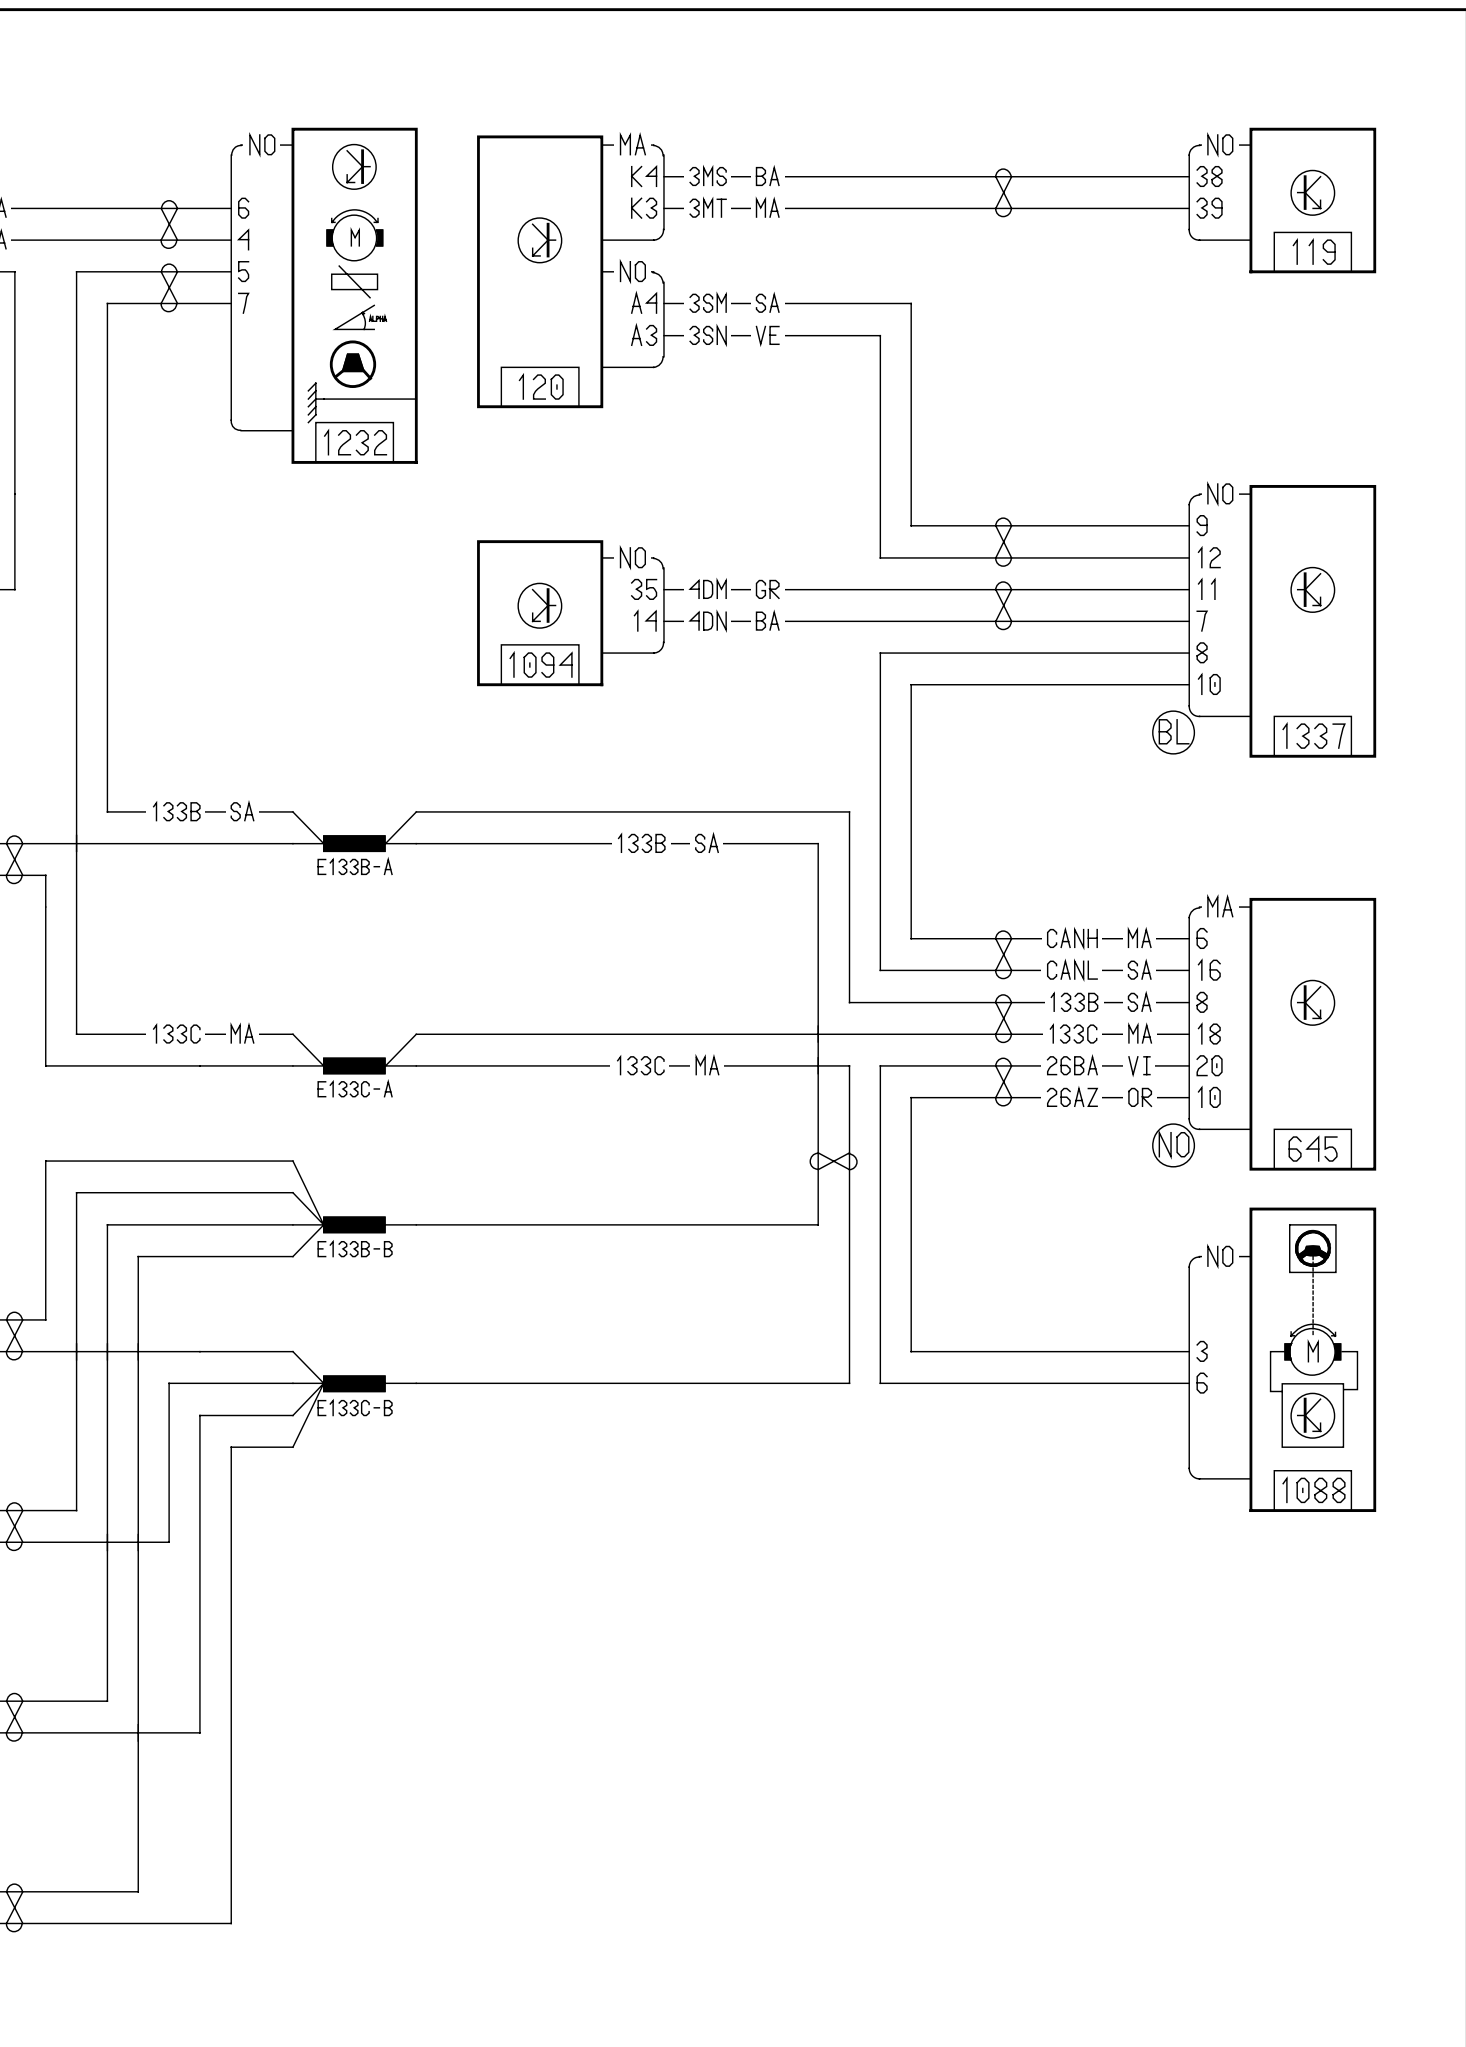 NO
MA
NO
K4 3MS BA
38
A
6
K3 3MT MA
39
A
4
M
119
5
NO
7
A4 3SM SA
ALPHA
A3 3SN VE
120
1232
NO
9
NO
12
35 4DM GR
11
14 4DN BA
7
8
1094
10
BL
1337
133B SA
133B SA
E133B-A
MA
CANH MA 6
CANL SA 16
133B SA 8
133C MA
133C MA 18
133C MA
26BA VI 20
E133C-A
26AZ OR 10
NO
645
E133B-B
NO
3
M
6
E133C-B
1088